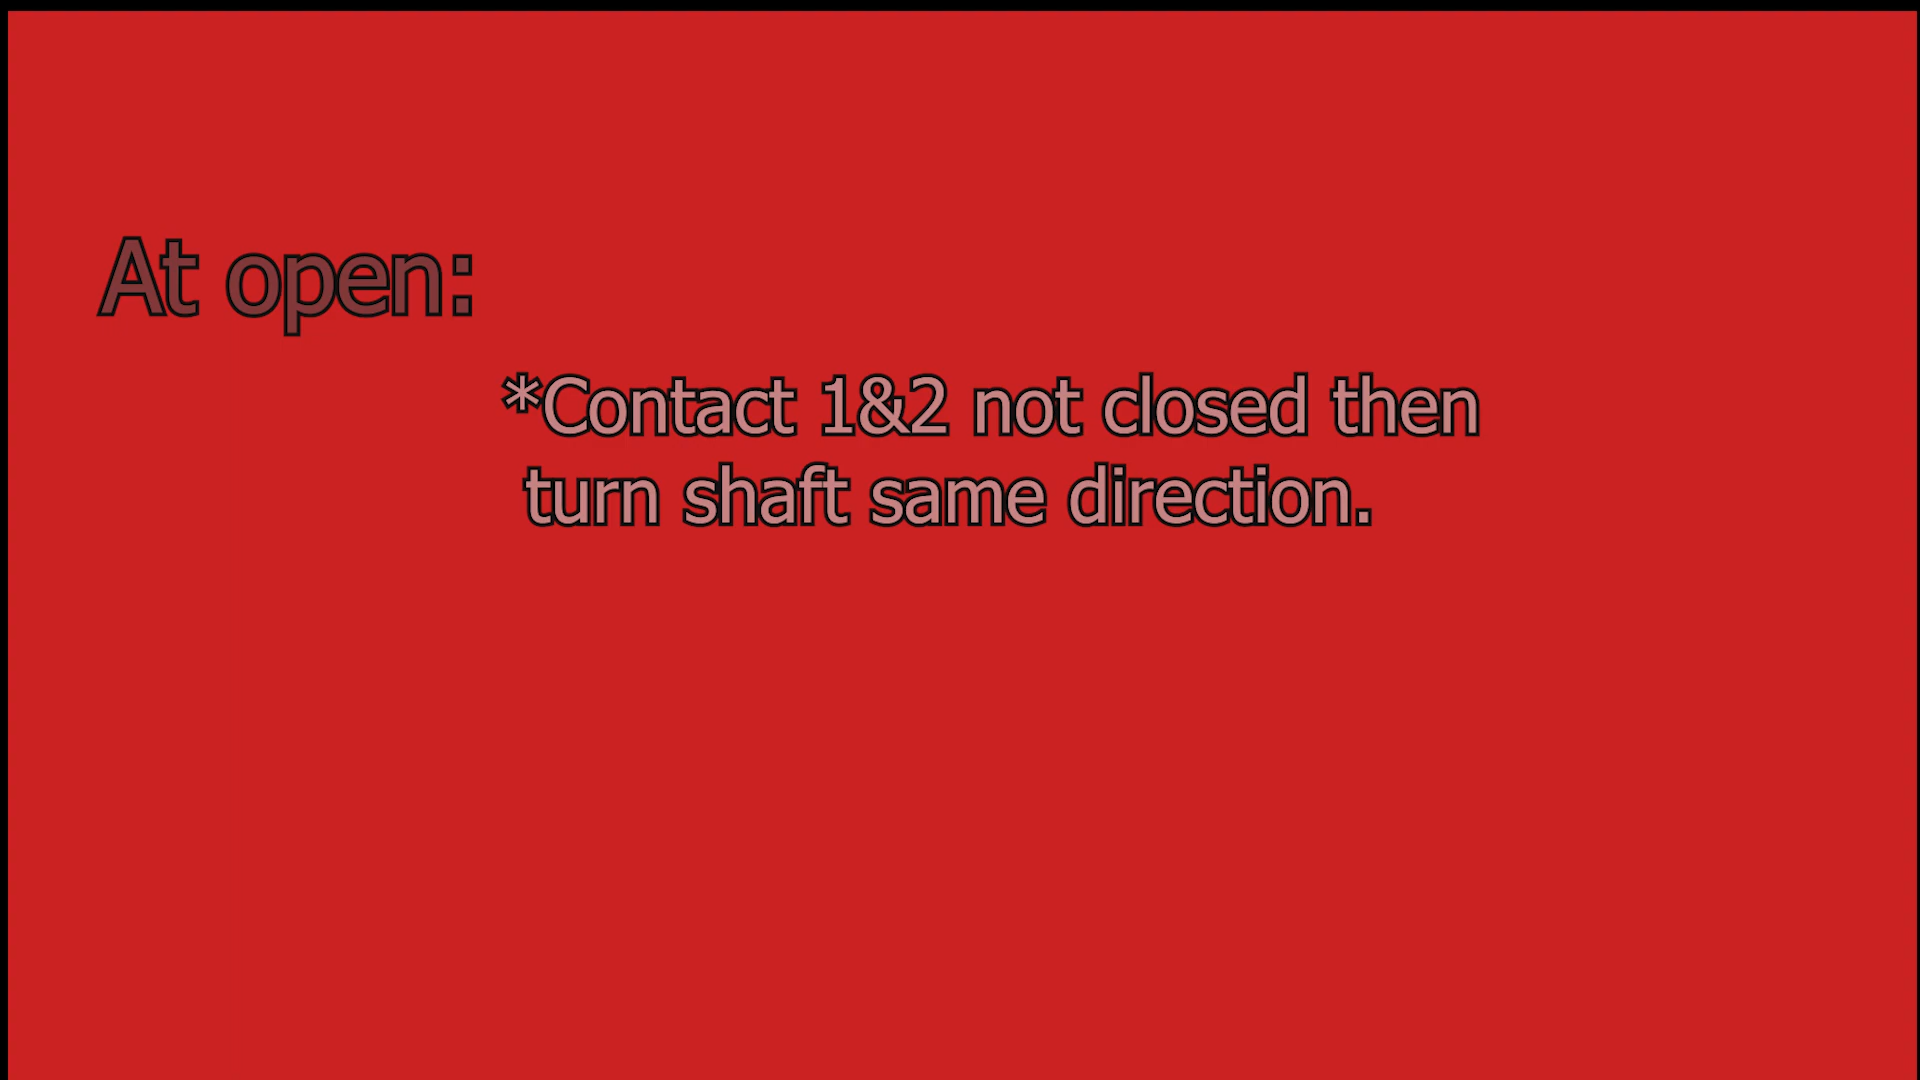 At open:
*Contact 1&2 not closed then
turn shaft same direction.